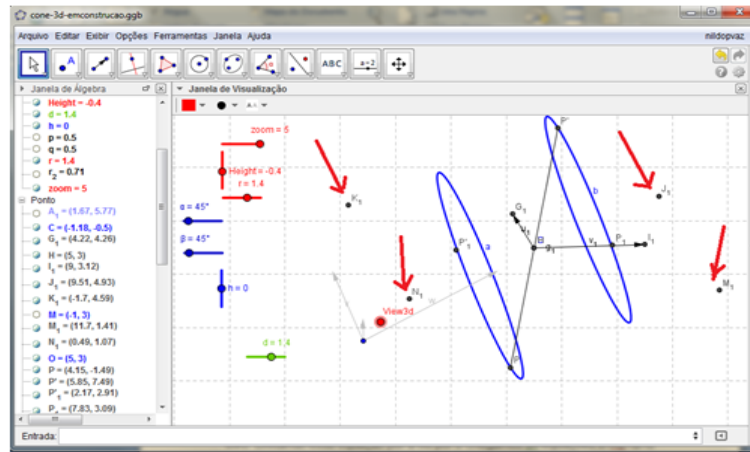 cone-3d-emconstrucao.ggb
Arquivo Editar Exibir Opções Ferramentas Janela Ajuda
nildopvaz
ABC
a=2
Janela de Álgebra
Janela de Visualização
Height = -0.4
d = 1.4
h = 0
p = 0.5
q = 0.5
r = 1.4
r₂ = 0.71
zoom = 5
Ponto
A₁ = (1.67, 5.77)
C = (-1.18, -0.5)
G₁ = (4.22, 4.26)
H = (5, 3)
I₁ = (9, 3.12)
J₁ = (9.51, 4.93)
K₁ = (-1.7, 4.59)
M = (-1, 3)
M₁ = (11.7, 1.41)
N₁ = (0.49, 1.07)
O = (5, 3)
P = (4.15, -1.49)
P' = (5.85, 7.49)
P'₁ = (2.17, 2.91)
P₁ = (7.83, 3.09)
zoom = 5
Height = -0.4
r = 1.4
α = 45°
β = 45°
h = 0
d = 1.4
View3d
K₁
N₁
P'₁
a
G₁
B
g₁
v₁
P₁
I₁
P'
b
J₁
M₁
P
Entrada: